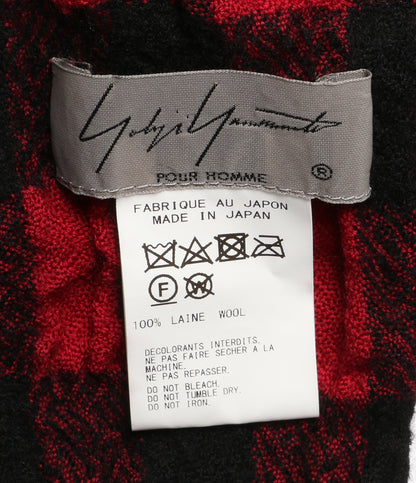 Yohji Yamamoto
POUR HOMME ®
FABRIQUE AU JAPON
MADE IN JAPAN
F W
100% LAINE WOOL
DECOLORANTS INTERDITS.
NE PAS FAIRE SECHER A LA
MACHINE.
NE PAS REPASSER.
DO NOT BLEACH.
DO NOT TUMBLE DRY.
DO NOT IRON.